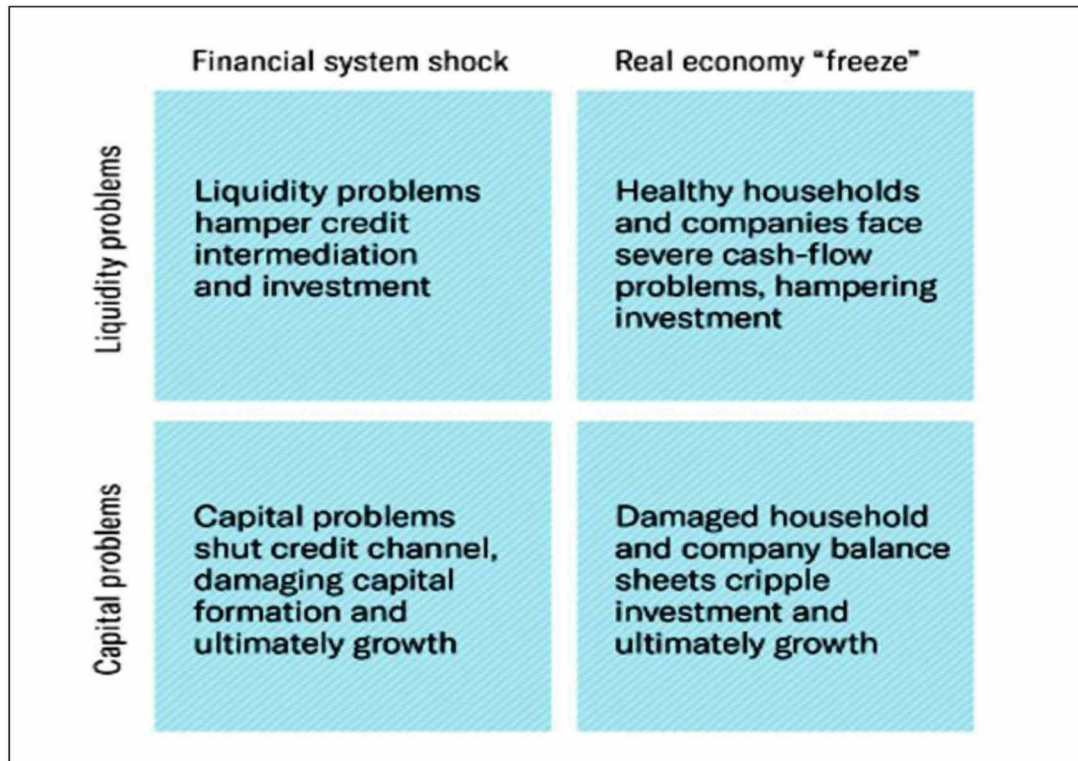 Financial system shock
Real economy “freeze”
Liquidity problems
Liquidity problems
hamper credit
intermediation
and investment
Healthy households
and companies face
severe cash-flow
problems, hampering
investment
Capital problems
Capital problems
shut credit channel,
damaging capital
formation and
ultimately growth
Damaged household
and company balance
sheets cripple
investment and
ultimately growth